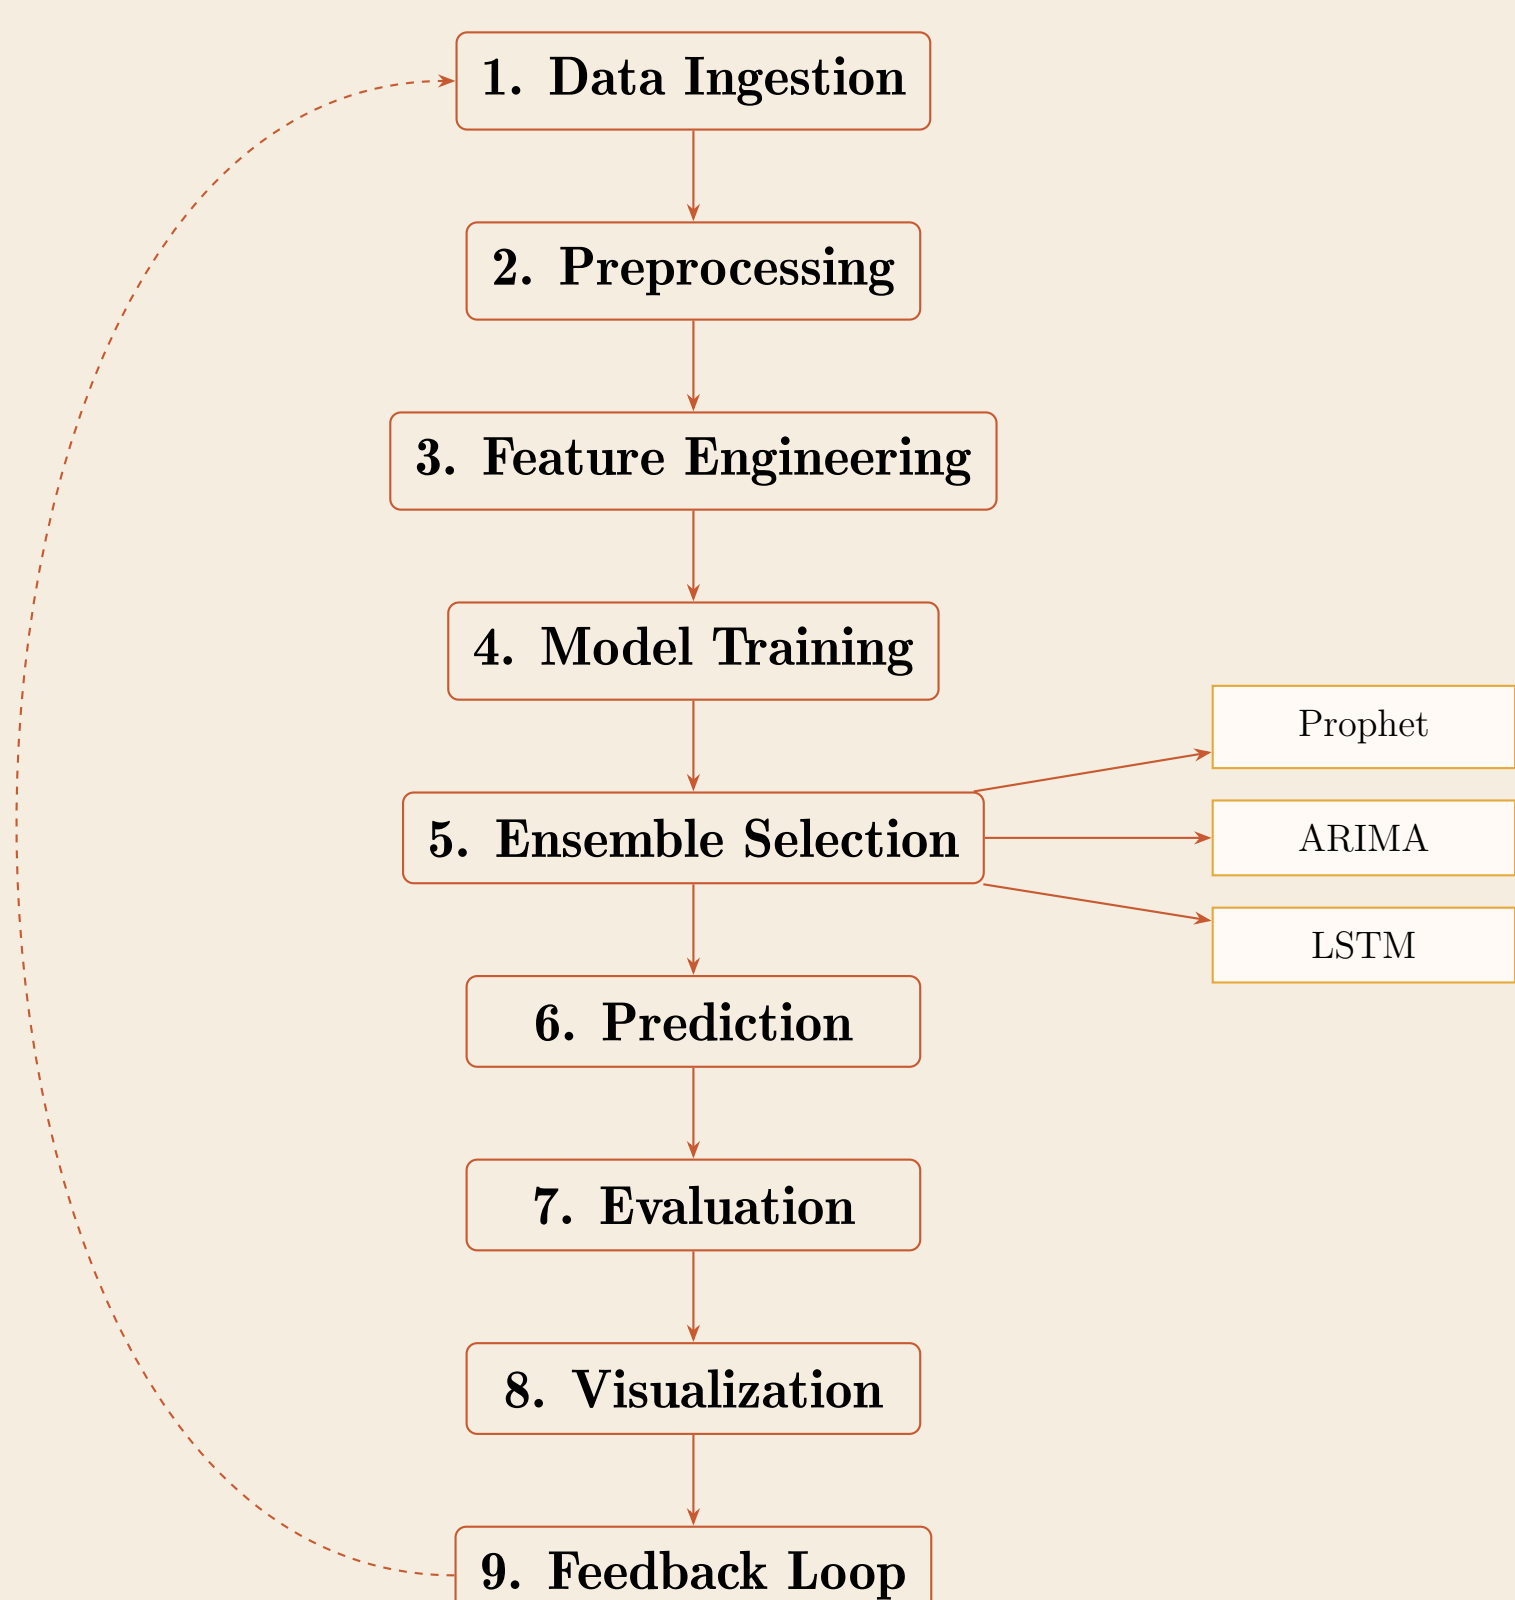 1. Data Ingestion
2. Preprocessing
3. Feature Engineering
4. Model Training
Prophet
5. Ensemble Selection
ARIMA
LSTM
6. Prediction
7. Evaluation
8. Visualization
9. Feedback Loop